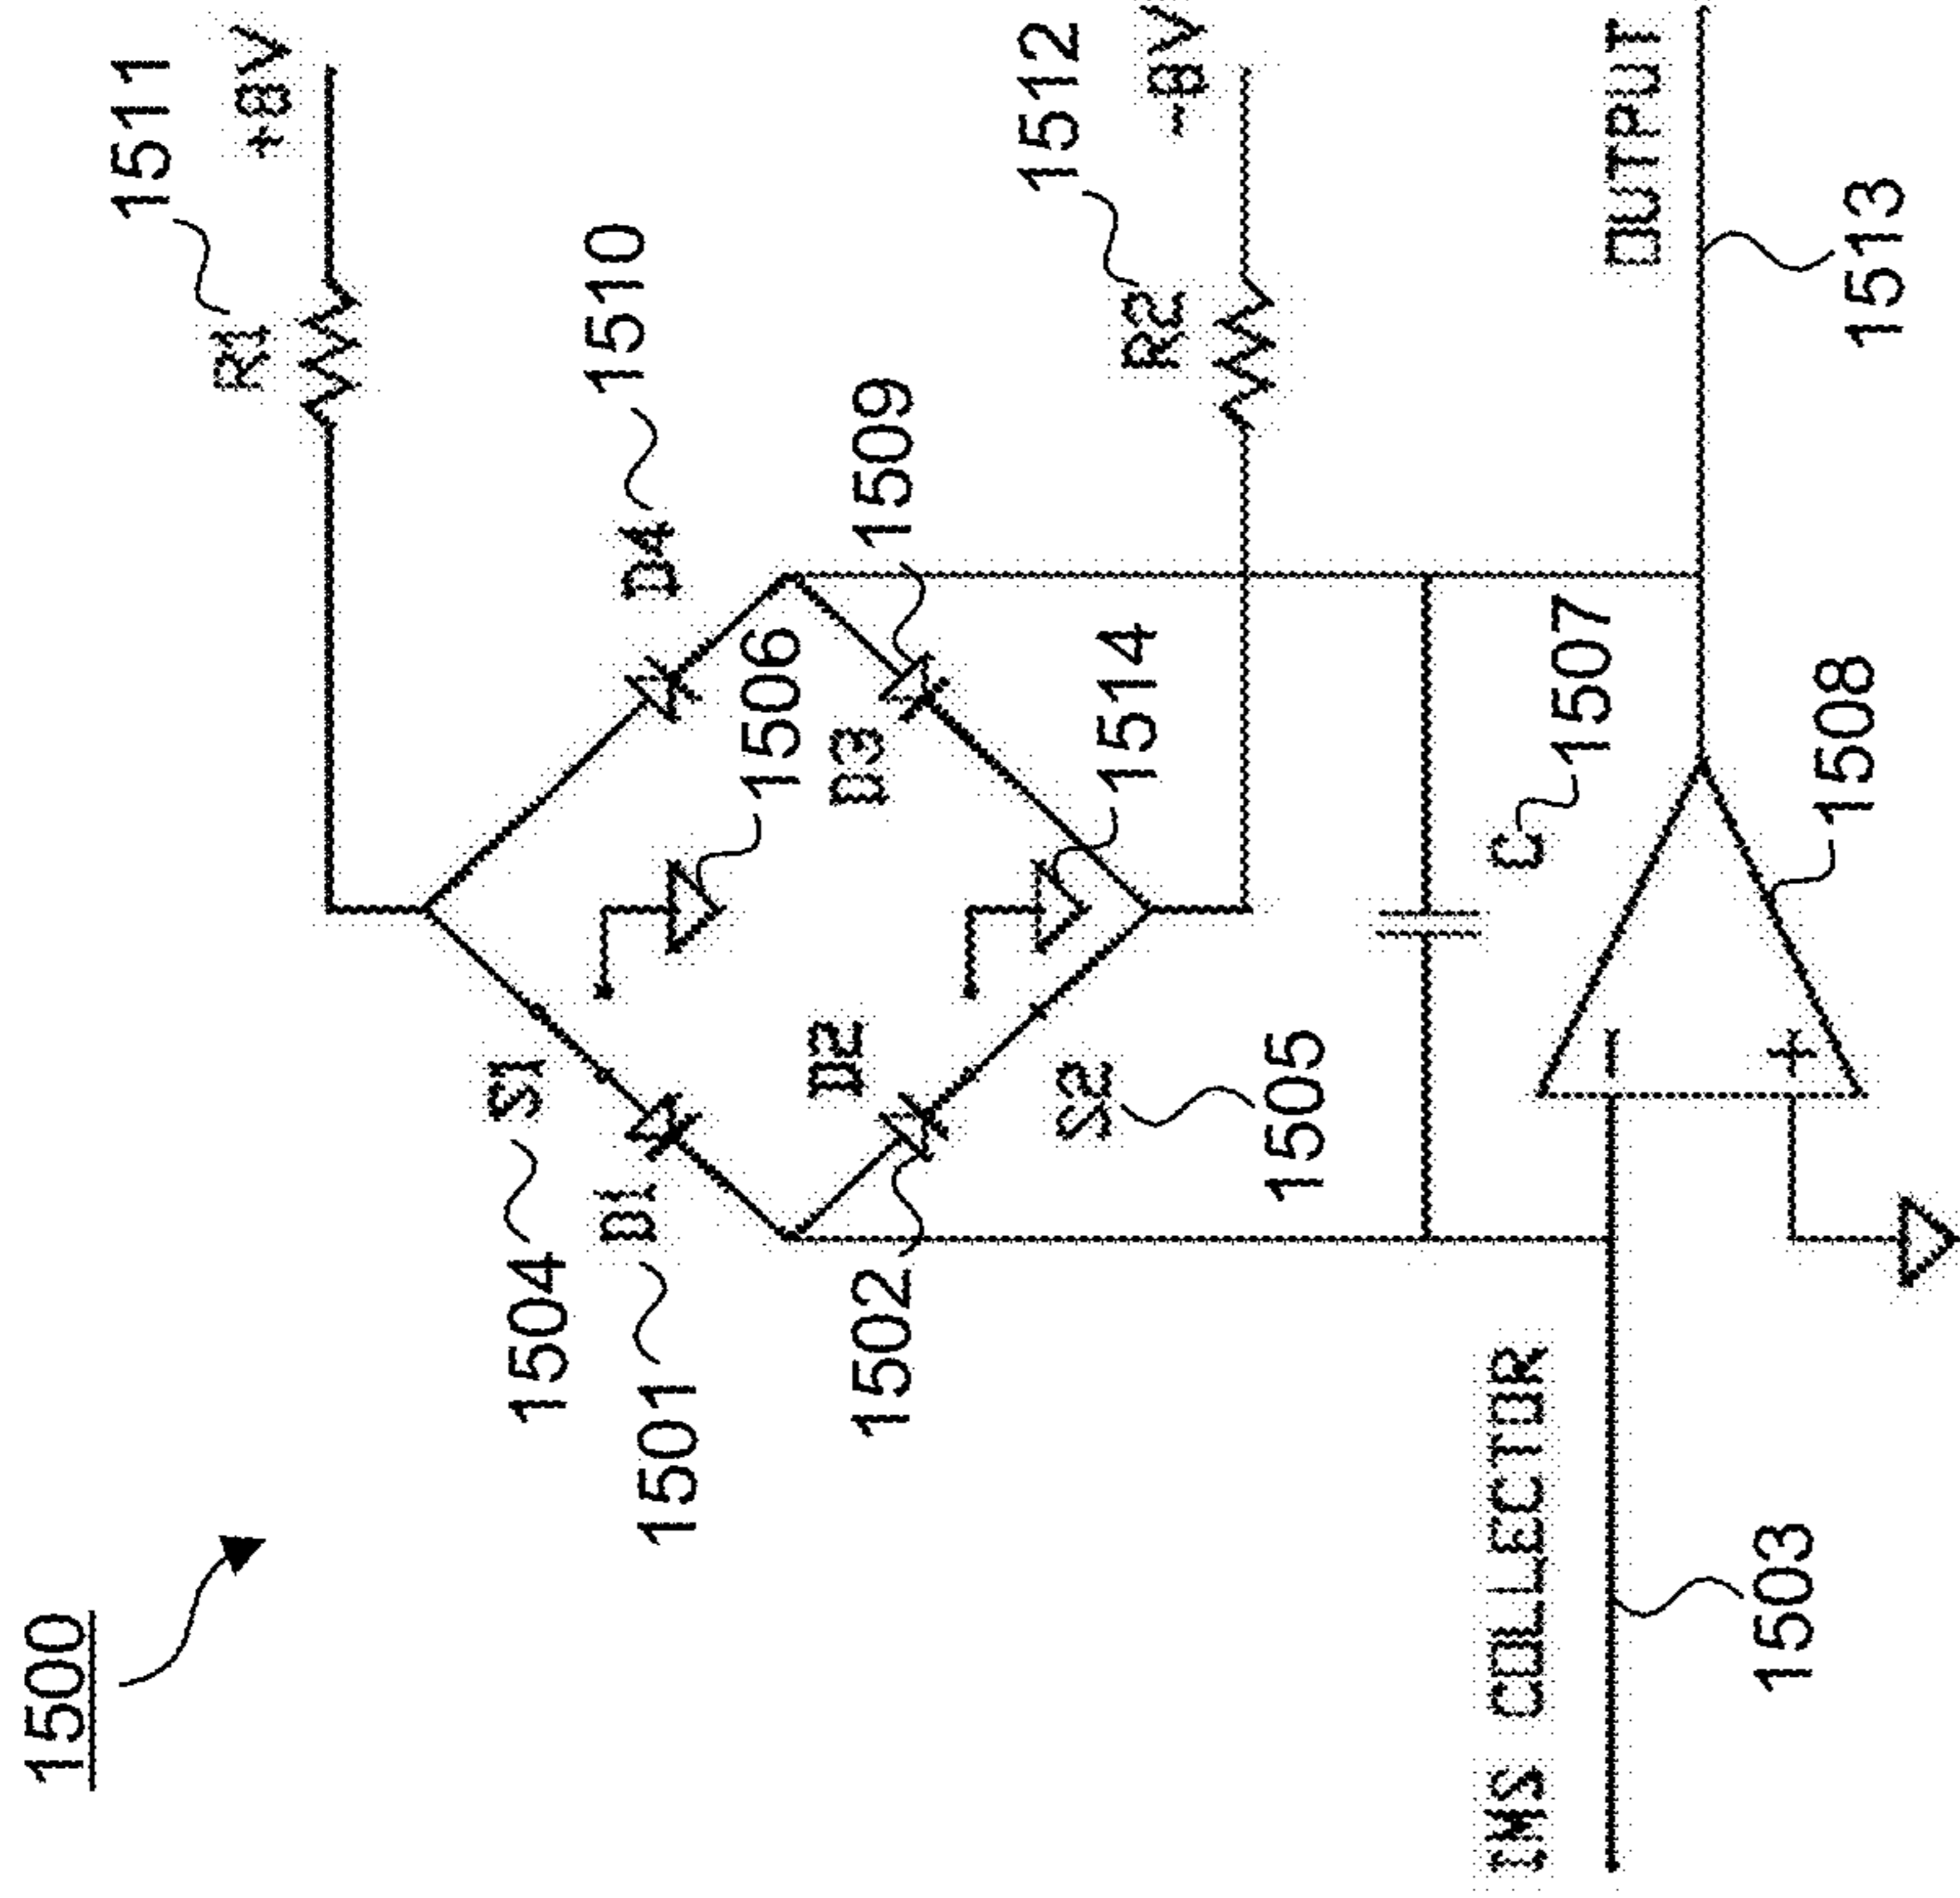 1500
1511
R1
+8V
S1
1504
D1
1501
D4
1510
1506
D2
D3
1502
1509
1512
R2
-8V
S2
1514
1505
C
1507
IMS COLLECTOR
OUTPUT
-
+
1503
1508
1513